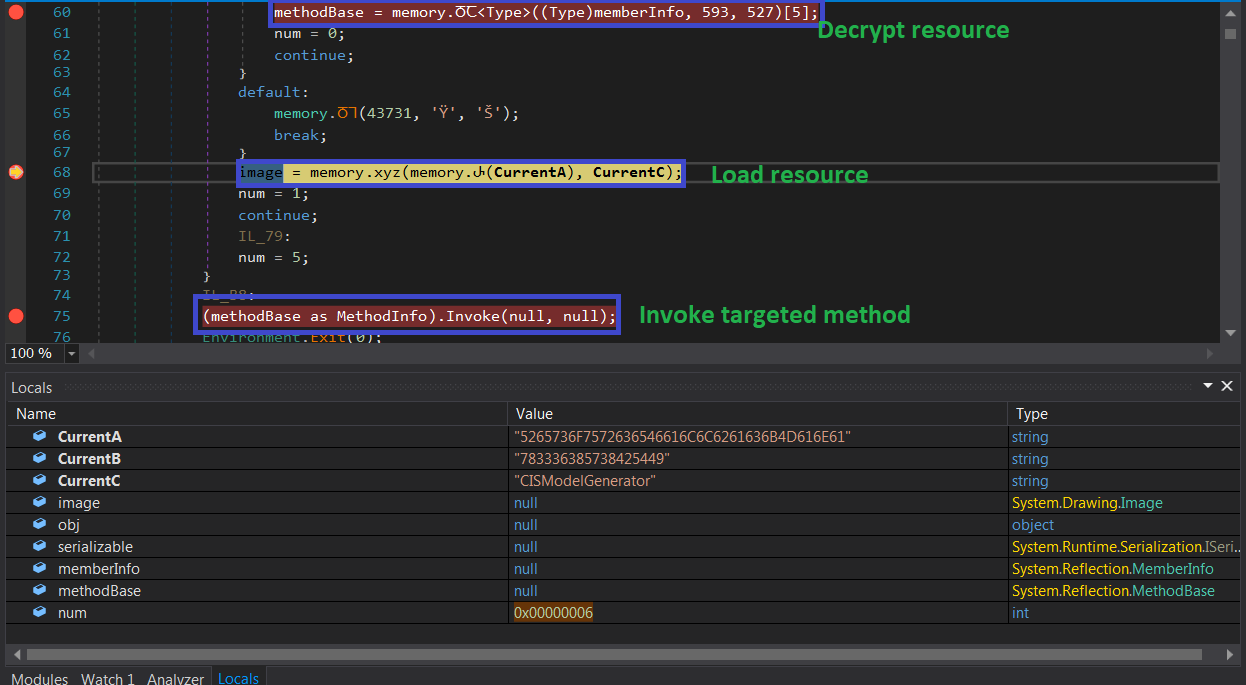 60 methodBase = memory.ႣႠ<Type>((Type)memberInfo, 593, 527)[5];
Decrypt resource
61 num = 0;
62 continue;
63 }
64 default:
65 memory.(43731, 'Ÿ', 'Š');
66 break;
67 }
68 image = memory.xyz(memory.(CurrentA), CurrentC);
Load resource
69 num = 1;
70 continue;
71 IL_79:
72 num = 5;
73 }
74 IL_B8:
75 (methodBase as MethodInfo).Invoke(null, null);
Invoke targeted method
76 Environment.Exit(0);
100 %
Locals
Name Value Type
CurrentA "5265736F7572636546616C6C6261636B4D616E61" string
CurrentB "783336385738425449" string
CurrentC "CISModelGenerator" string
image null System.Drawing.Image
obj null object
serializable null System.Runtime.Serialization.ISeri...
memberInfo null System.Reflection.MemberInfo
methodBase null System.Reflection.MethodBase
num 0x00000006 int
Modules Watch 1 Analyzer Locals